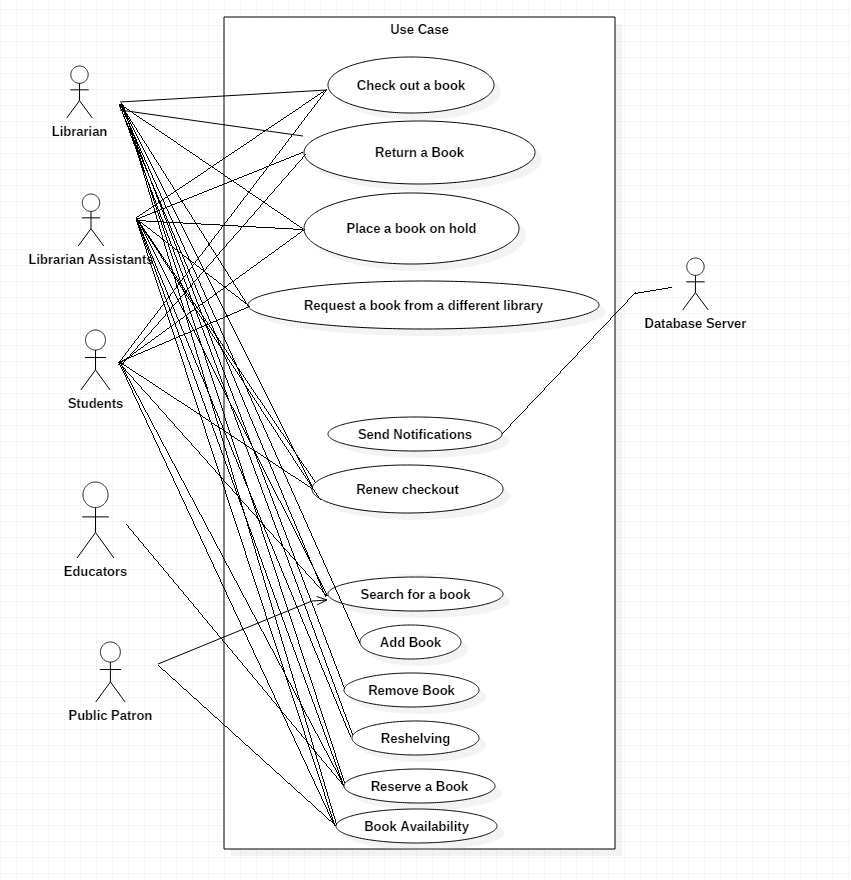 Use Case
Check out a book
Librarian
Return a Book
Place a book on hold
Librarian Assistants
Request a book from a different library
Database Server
Students
Send Notifications
Renew checkout
Educators
Search for a book
Add Book
Remove Book
Public Patron
Reshelving
Reserve a Book
Book Availability